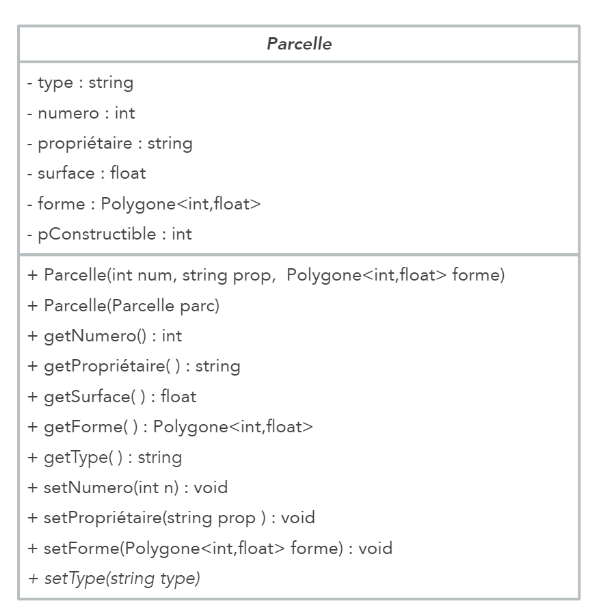 Parcelle
- type : string
- numero : int
- propriétaire : string
- surface : float
- forme : Polygone<int,float>
- pConstructible : int
+ Parcelle(int num, string prop,  Polygone<int,float> forme)
+ Parcelle(Parcelle parc)
+ getNumero() : int
+ getPropriétaire( ) : string
+ getSurface( ) : float
+ getForme( ) : Polygone<int,float>
+ getType( ) : string
+ setNumero(int n) : void
+ setPropriétaire(string prop ) : void
+ setForme(Polygone<int,float> forme) : void
+ setType(string type)